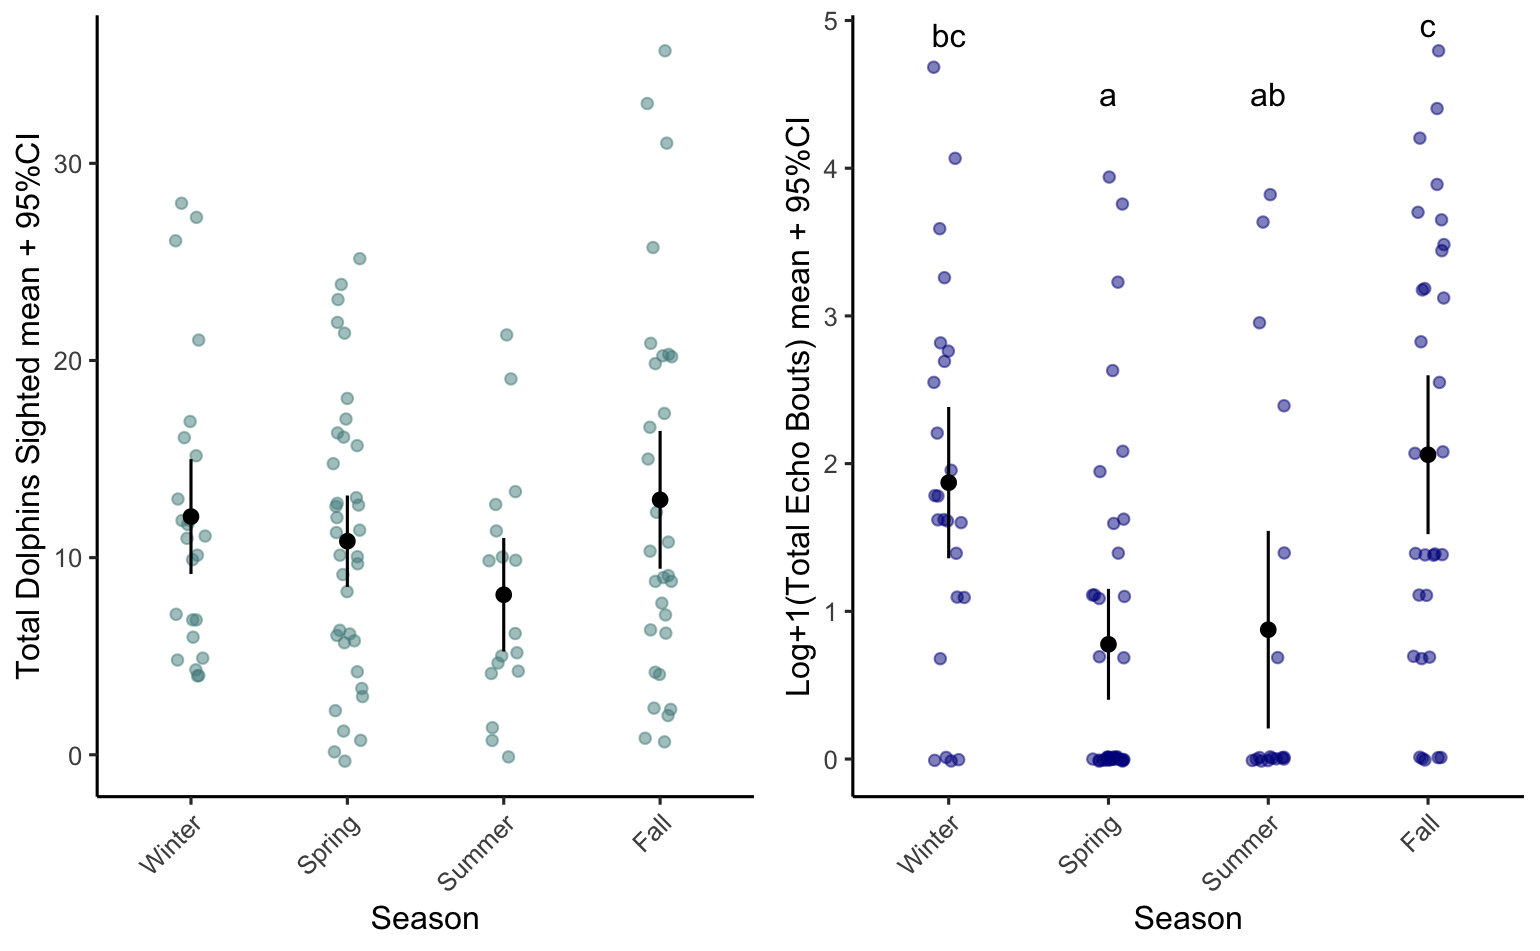 Total Dolphins Sighted mean + 95%CI
30
20
10
0
Winter
Spring
Summer
Fall
Season
Log+1(Total Echo Bouts) mean + 95%CI
5
4
3
2
1
0
bc
a
ab
c
Winter
Spring
Summer
Fall
Season